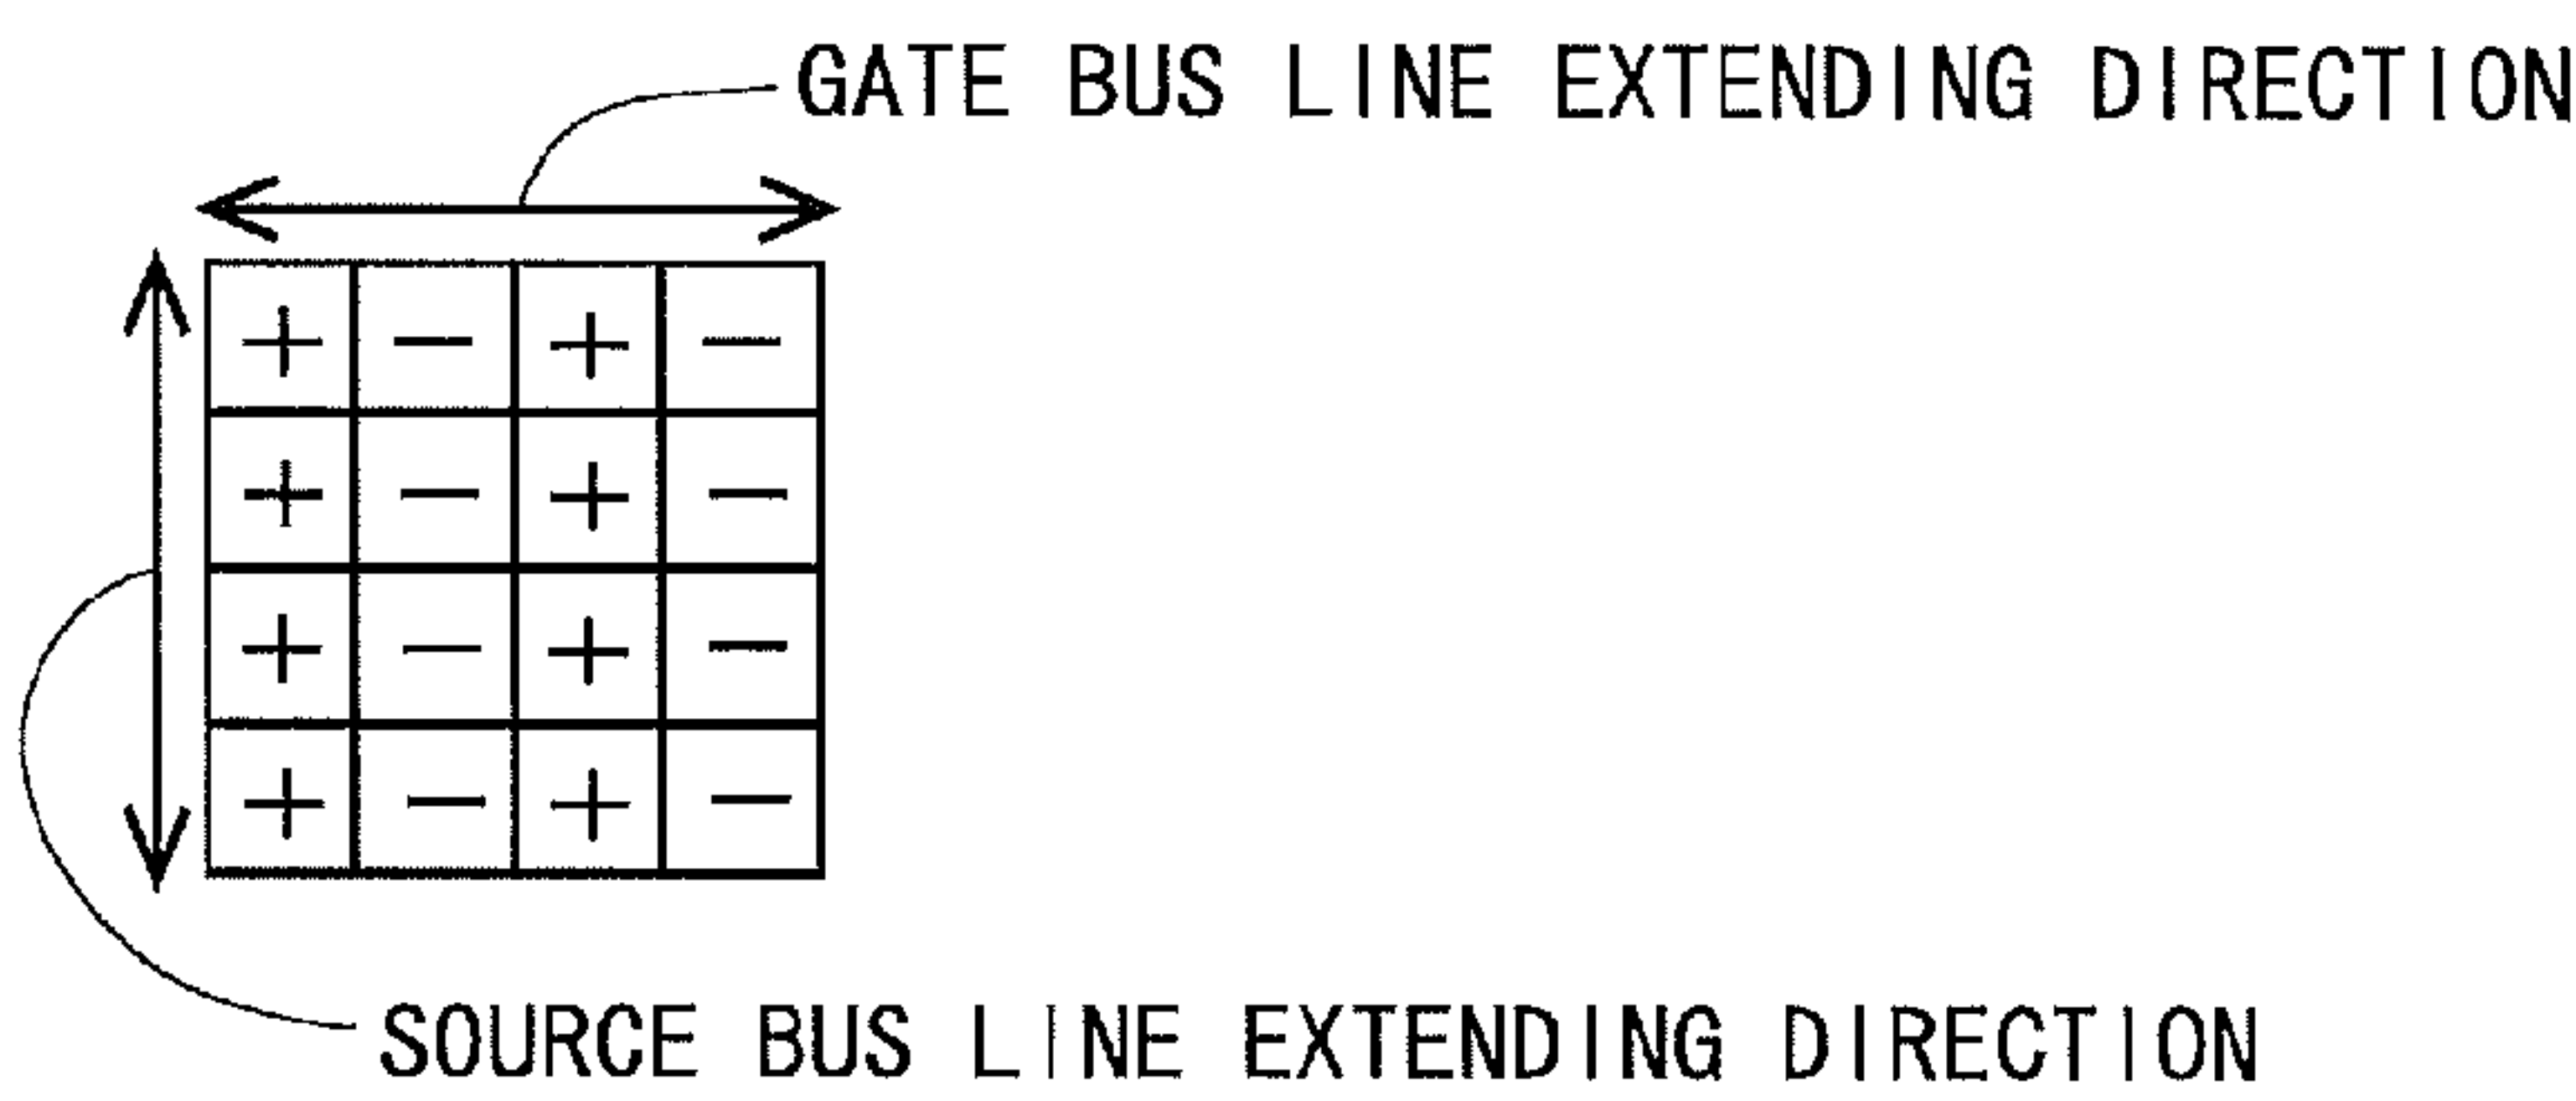 GATE BUS LINE EXTENDING DIRECTION
+ - + -
+ - + -
+ - + -
+ - + -
SOURCE BUS LINE EXTENDING DIRECTION